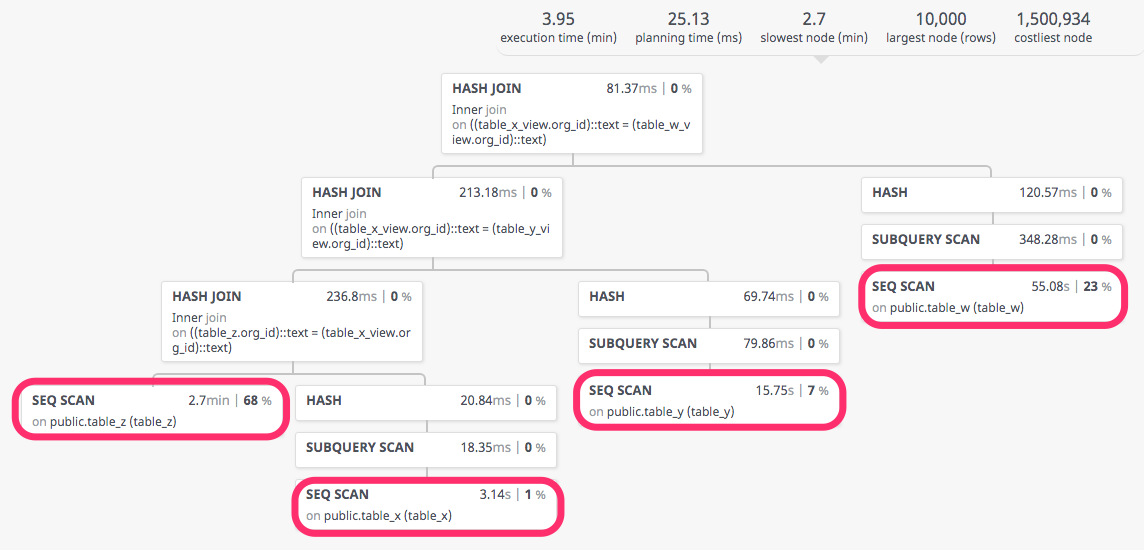 3.95 25.13 2.7 10,000 1,500,934
execution time (min) planning time (ms) slowest node (min) largest node (rows) costliest node
HASH JOIN 81.37ms | 0 %
Inner join
on ((table_x_view.org_id)::text = (table_w_v
iew.org_id)::text)
HASH JOIN 213.18ms | 0 %
Inner join
on ((table_x_view.org_id)::text = (table_y_vi
ew.org_id)::text)
HASH 120.57ms | 0 %
SUBQUERY SCAN 348.28ms | 0 %
SEQ SCAN 55.08s | 23 %
on public.table_w (table_w)
HASH JOIN 236.8ms | 0 %
Inner join
on ((table_z.org_id)::text = (table_x_view.or
g_id)::text)
HASH 69.74ms | 0 %
SUBQUERY SCAN 79.86ms | 0 %
SEQ SCAN 15.75s | 7 %
on public.table_y (table_y)
SEQ SCAN 2.7min | 68 %
on public.table_z (table_z)
HASH 20.84ms | 0 %
SUBQUERY SCAN 18.35ms | 0 %
SEQ SCAN 3.14s | 1 %
on public.table_x (table_x)